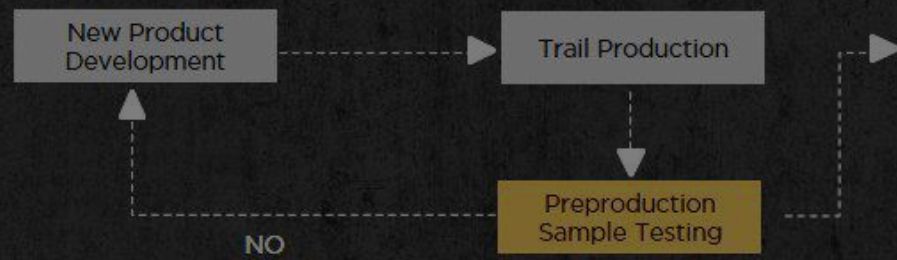 New Product
Development
Trail Production
Preproduction
Sample Testing
NO